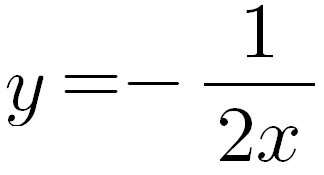 y = − 1/(2x)